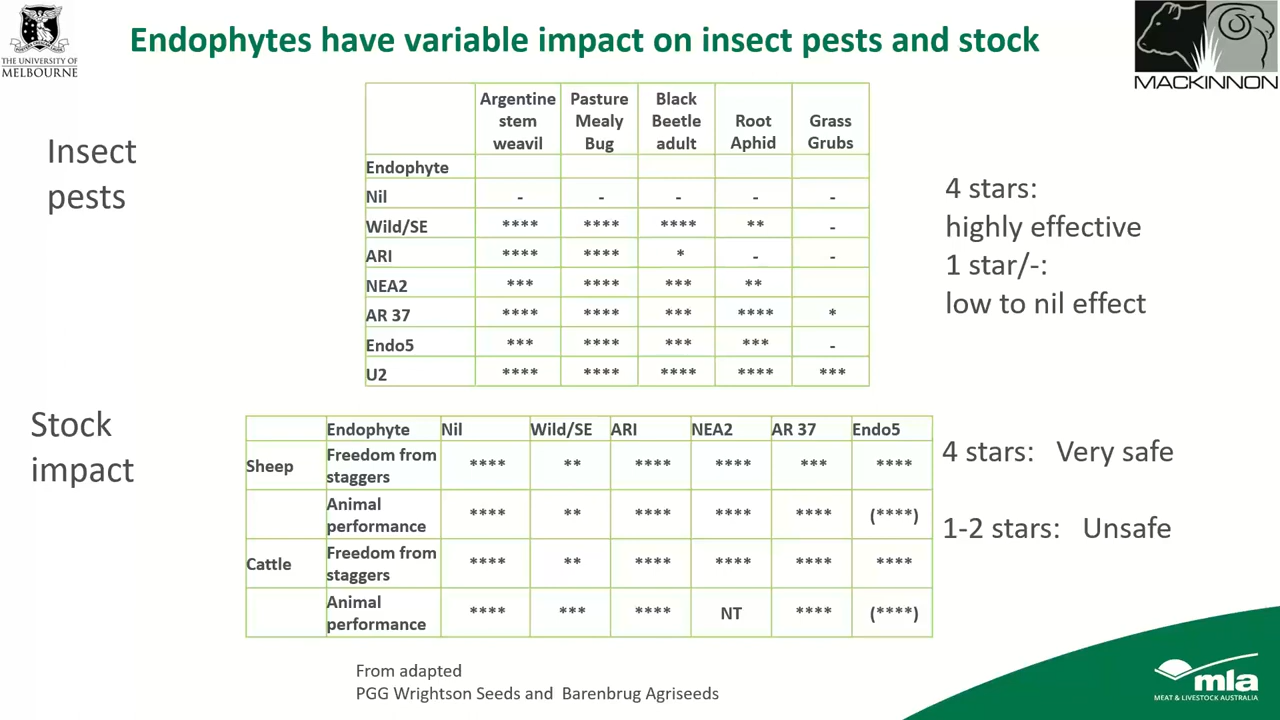 THE UNIVERSITY OF
MELBOURNE
Endophytes have variable impact on insect pests and stock
MACKINNON
Insect
pests
Argentine stem weavil | Pasture Mealy Bug | Black Beetle adult | Root Aphid | Grass Grubs
Endophyte
Nil - - - - -
Wild/SE **** **** **** ** -
ARI **** **** * - -
NEA2 *** **** *** **
AR 37 **** **** *** **** *
Endo5 *** **** *** *** -
U2 **** **** **** **** ***
4 stars:
highly effective
1 star/-:
low to nil effect
Stock
impact
Endophyte Nil Wild/SE ARI NEA2 AR 37 Endo5
Sheep Freedom from staggers **** ** **** **** *** ****
Animal performance **** ** **** **** **** (****)
Cattle Freedom from staggers **** ** **** **** **** ****
Animal performance **** *** **** NT **** (****)
4 stars: Very safe
1-2 stars: Unsafe
From adapted
PGG Wrightson Seeds and Barenbrug Agriseeds
mla
MEAT & LIVESTOCK AUSTRALIA